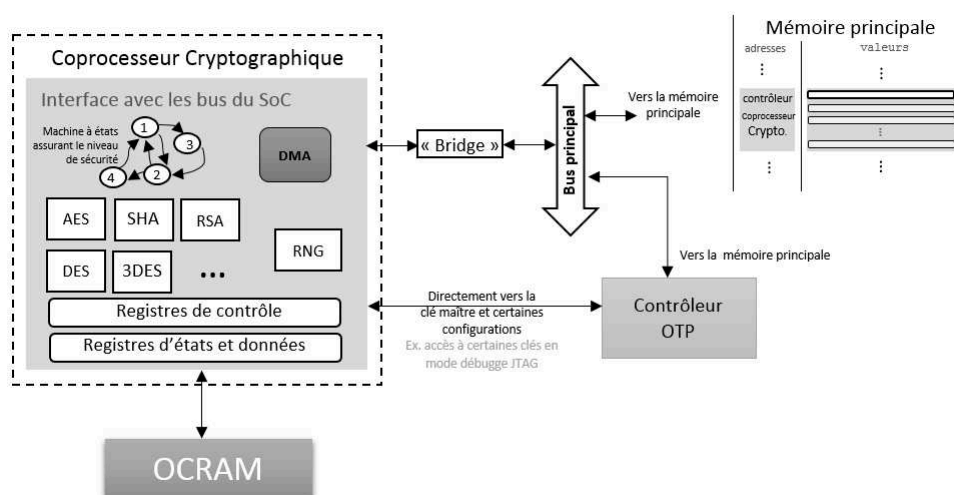 Coprocesseur Cryptographique
Interface avec les bus du SoC
Machine à états
assurant le niveau
de sécurité
1
3
4
2
DMA
AES
SHA
RSA
RNG
DES
3DES
...
Registres de contrôle
Registres d'états et données
OCRAM
« Bridge »
Bus principal
Vers la mémoire
principale
Vers la mémoire principale
Directement vers la
clé maître et certaines
configurations
Ex. accès à certaines clés en
mode débugge JTAG
Contrôleur
OTP
Mémoire principale
adresses
valeurs
contrôleur
Coprocesseur
Crypto.